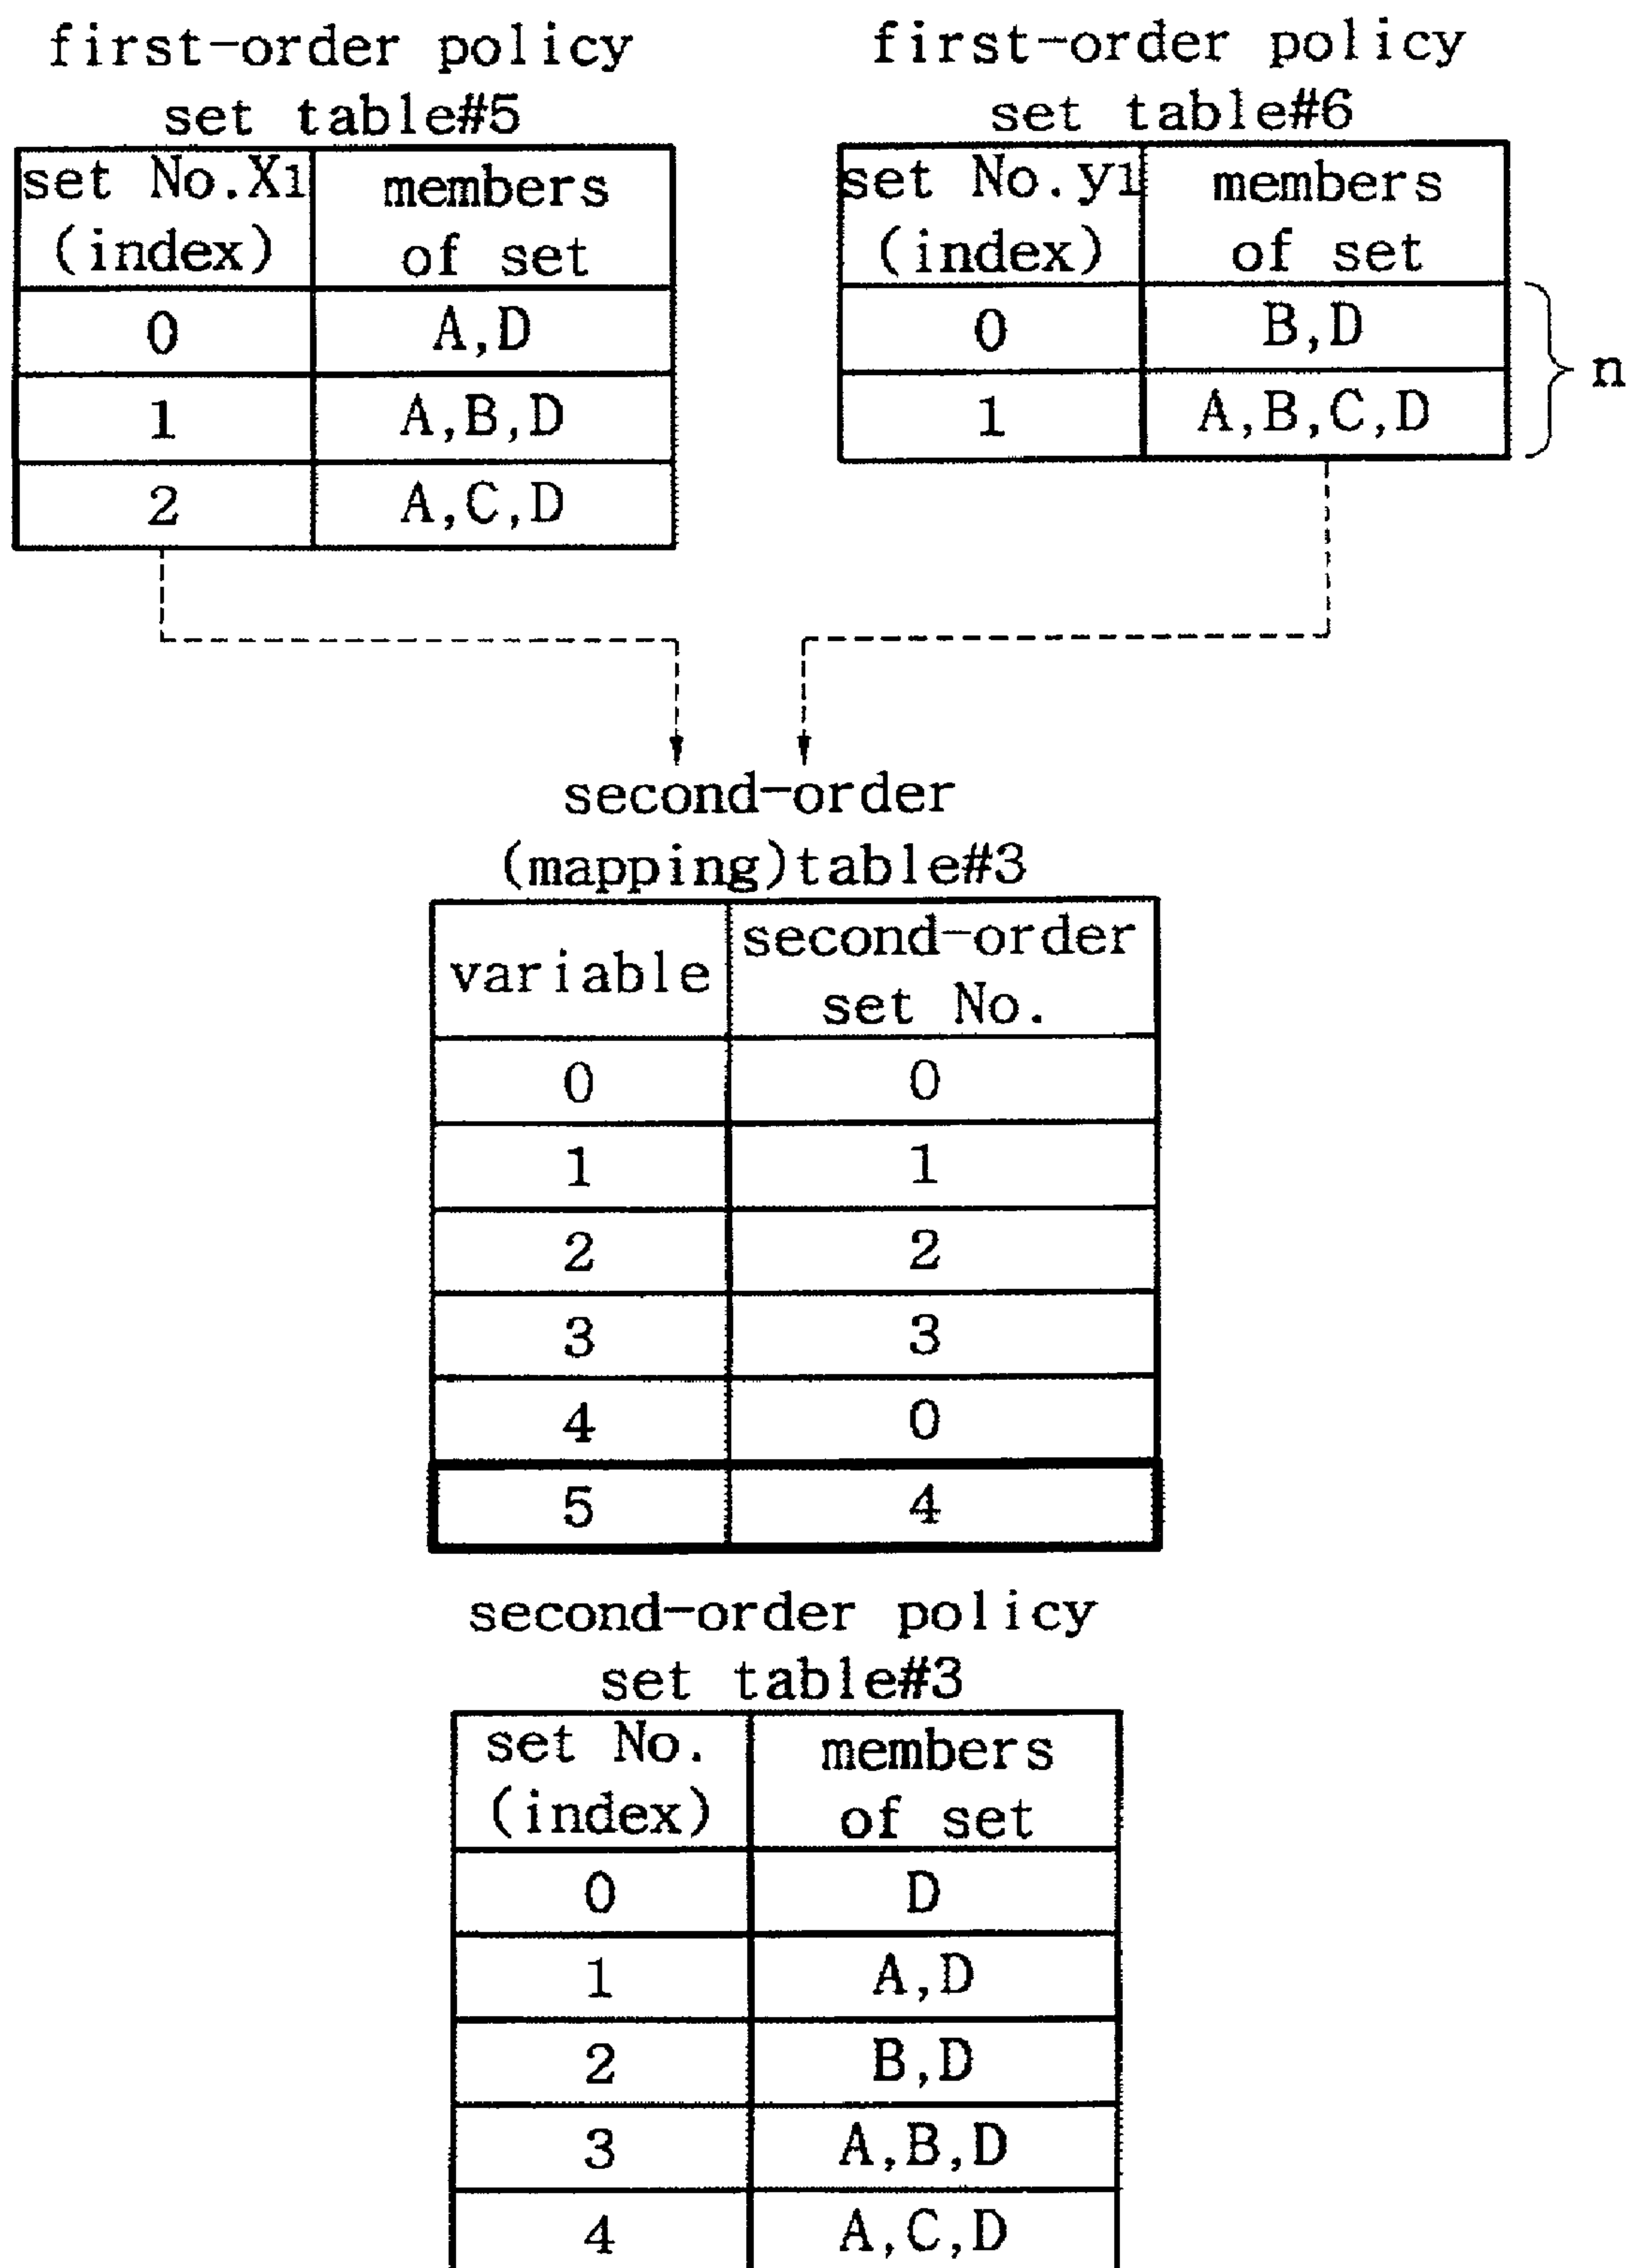 first-order policy
set table#5
set No.X1 members
(index) of set
0 A,D
1 A,B,D
2 A,C,D
first-order policy
set table#6
set No.y1 members
(index) of set
0 B,D
1 A,B,C,D
n
second-order
(mapping)table#3
variable second-order
set No.
0 0
1 1
2 2
3 3
4 0
5 4
second-order policy
set table#3
set No. members
(index) of set
0 D
1 A,D
2 B,D
3 A,B,D
4 A,C,D